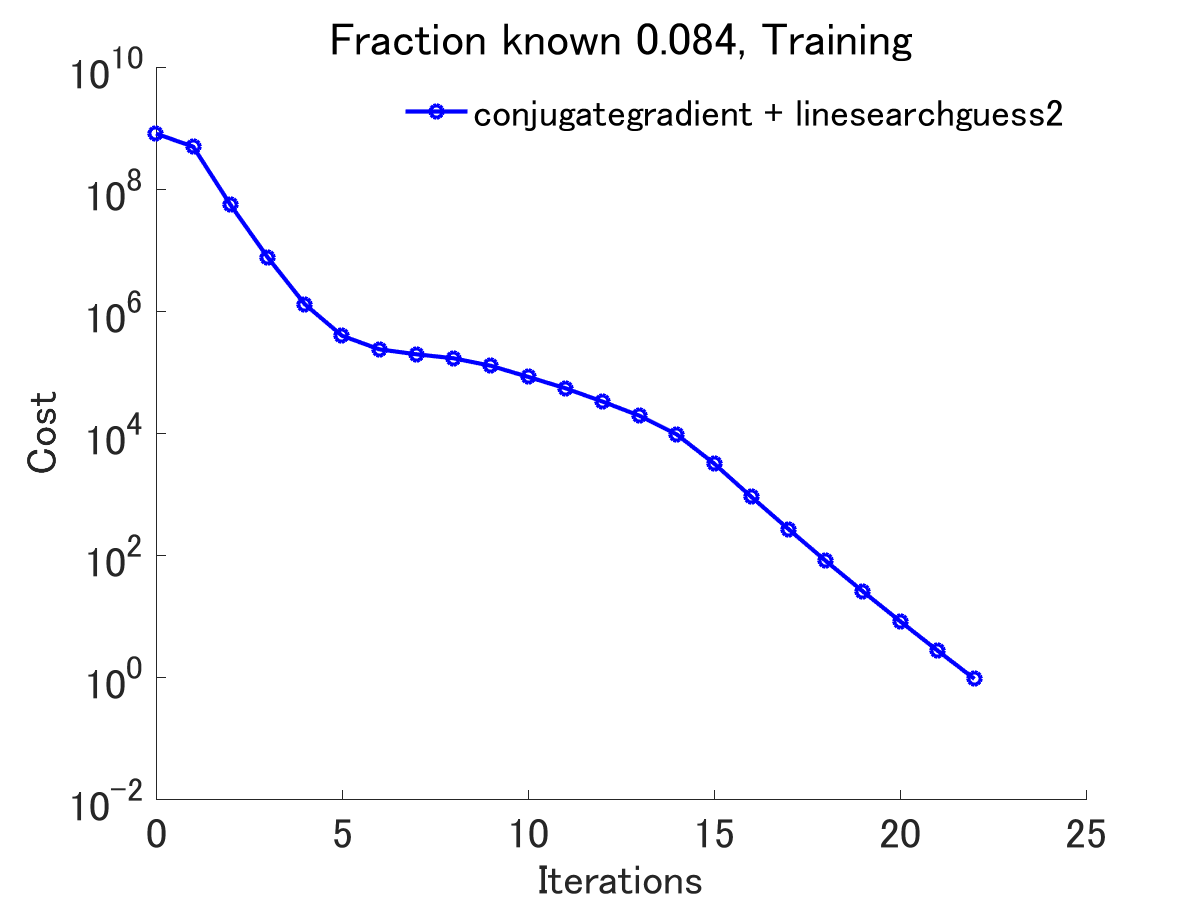 Fraction known 0.084, Training
conjugategradient + linesearchguess2
10^10
10^8
10^6
10^4
10^2
10^0
10^-2
Cost
0 5 10 15 20 25
Iterations